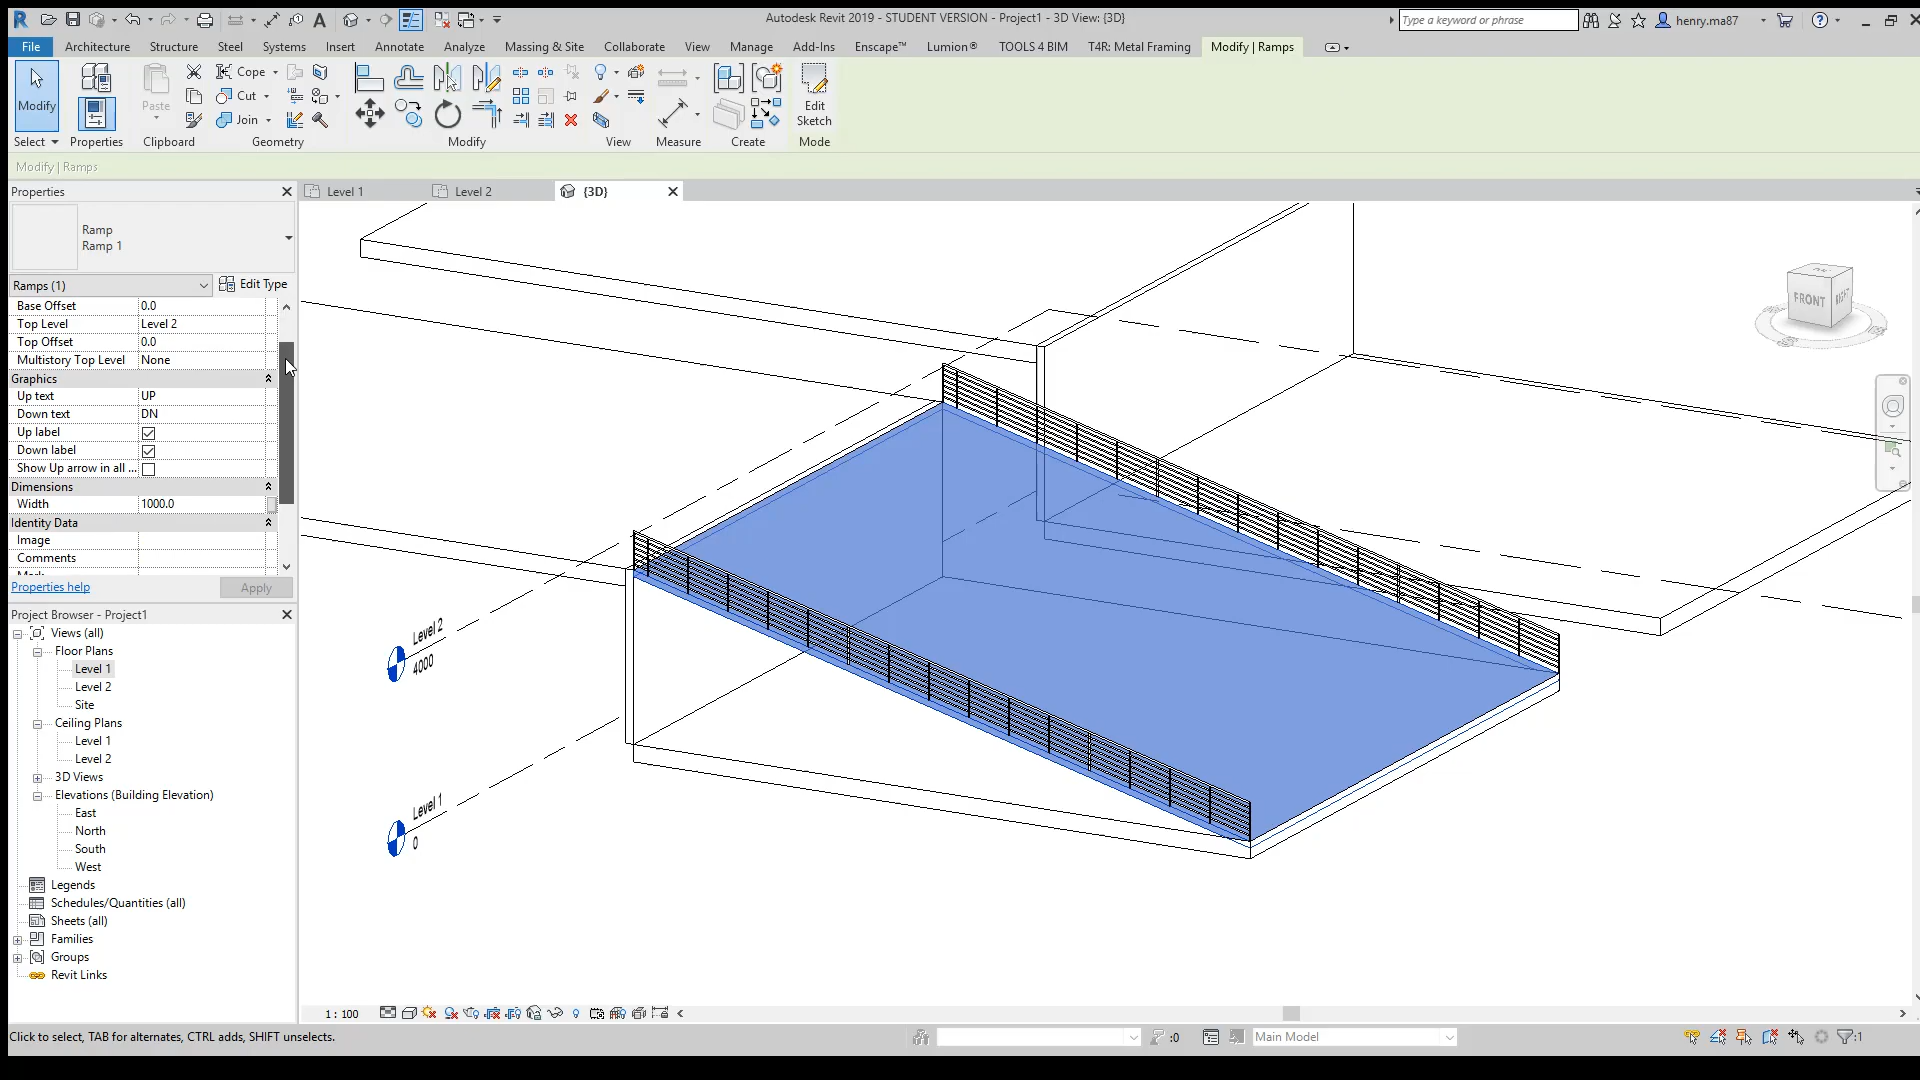 Autodesk Revit 2019 - STUDENT VERSION - Project1 - 3D View: {3D}
Type a keyword or phrase
henry.ma87
File Architecture Structure Steel Systems Insert Annotate Analyze Massing & Site Collaborate View Manage Add-Ins Enscape™ Lumion® TOOLS 4 BIM T4R: Metal Framing Modify | Ramps
Modify
Paste
Cope
Cut
Join
Edit Sketch
Select Properties Clipboard Geometry Modify View Measure Create Mode
Modify | Ramps
Properties
Level 1
Level 2
{3D}
Ramp
Ramp 1
Ramps (1)
Edit Type
Base Offset 0.0
Top Level Level 2
Top Offset 0.0
Multistory Top Level None
Graphics
Up text UP
Down text DN
Up label
Down label
Show Up arrow in all ...
Dimensions
Width 1000.0
Identity Data
Image
Comments
Properties help
Apply
Project Browser - Project1
Views (all)
Floor Plans
Level 1
Level 2
Site
Ceiling Plans
Level 1
Level 2
3D Views
Elevations (Building Elevation)
East
North
South
West
Legends
Schedules/Quantities (all)
Sheets (all)
Families
Groups
Revit Links
FRONT
RIGHT
Level 2
4000
Level 1
0
1 : 100
Click to select, TAB for alternates, CTRL adds, SHIFT unselects.
:0
Main Model
:1